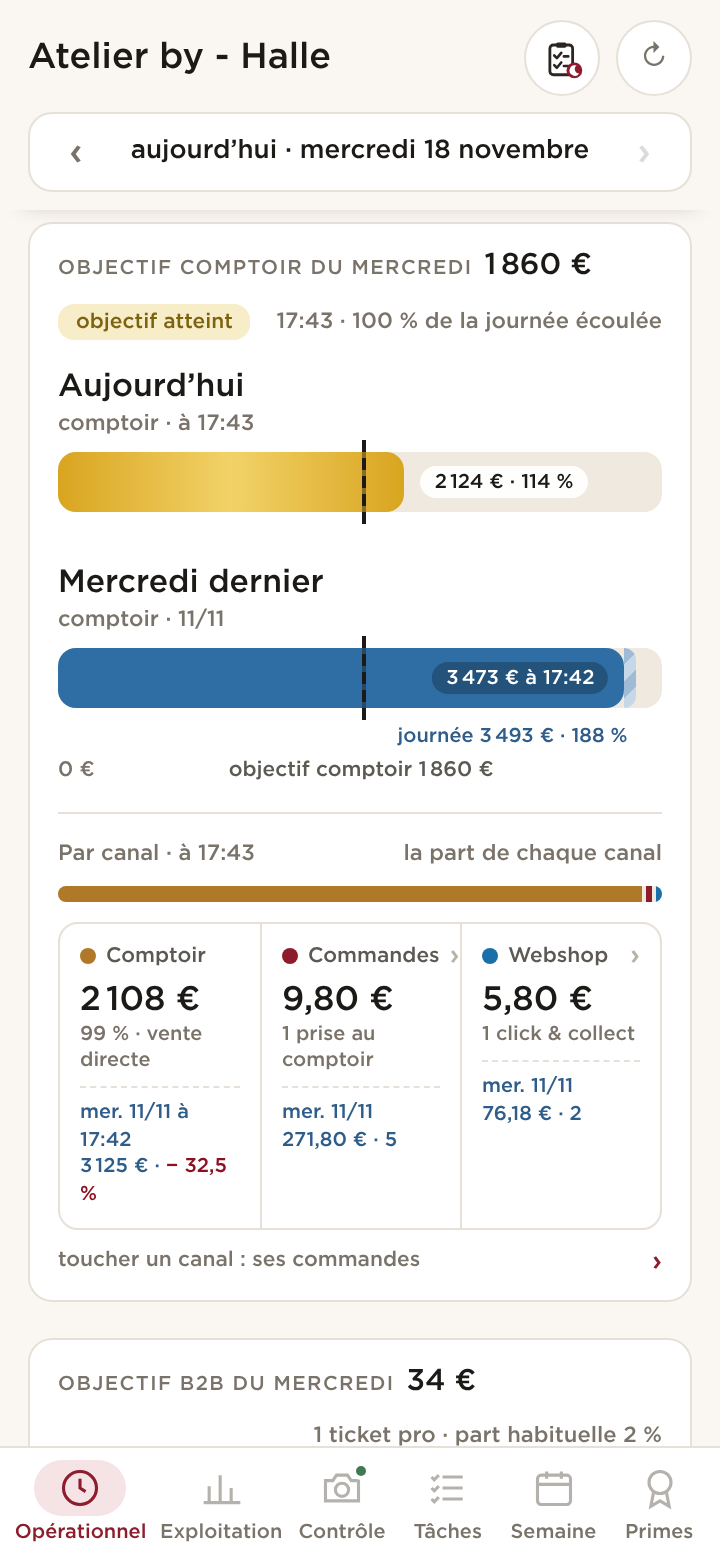 Atelier by - Halle
‹ aujourd’hui · mercredi 18 novembre ›
OBJECTIF COMPTOIR DU MERCREDI 1 860 €
objectif atteint 17:43 · 100 % de la journée écoulée
Aujourd’hui
comptoir · à 17:43
2 124 € · 114 %
Mercredi dernier
comptoir · 11/11
3 473 € à 17:42
journée 3 493 € · 188 %
0 € objectif comptoir 1 860 €
Par canal · à 17:43 la part de chaque canal
Comptoir
2 108 €
99 % · vente
directe
mer. 11/11 à
17:42
3 125 € · − 32,5
%
Commandes ›
9,80 €
1 prise au
comptoir
mer. 11/11
271,80 € · 5
Webshop ›
5,80 €
1 click & collect
mer. 11/11
76,18 € · 2
toucher un canal : ses commandes ›
OBJECTIF B2B DU MERCREDI 34 €
1 ticket pro · part habituelle 2 %
Opérationnel Exploitation Contrôle Tâches Semaine Primes